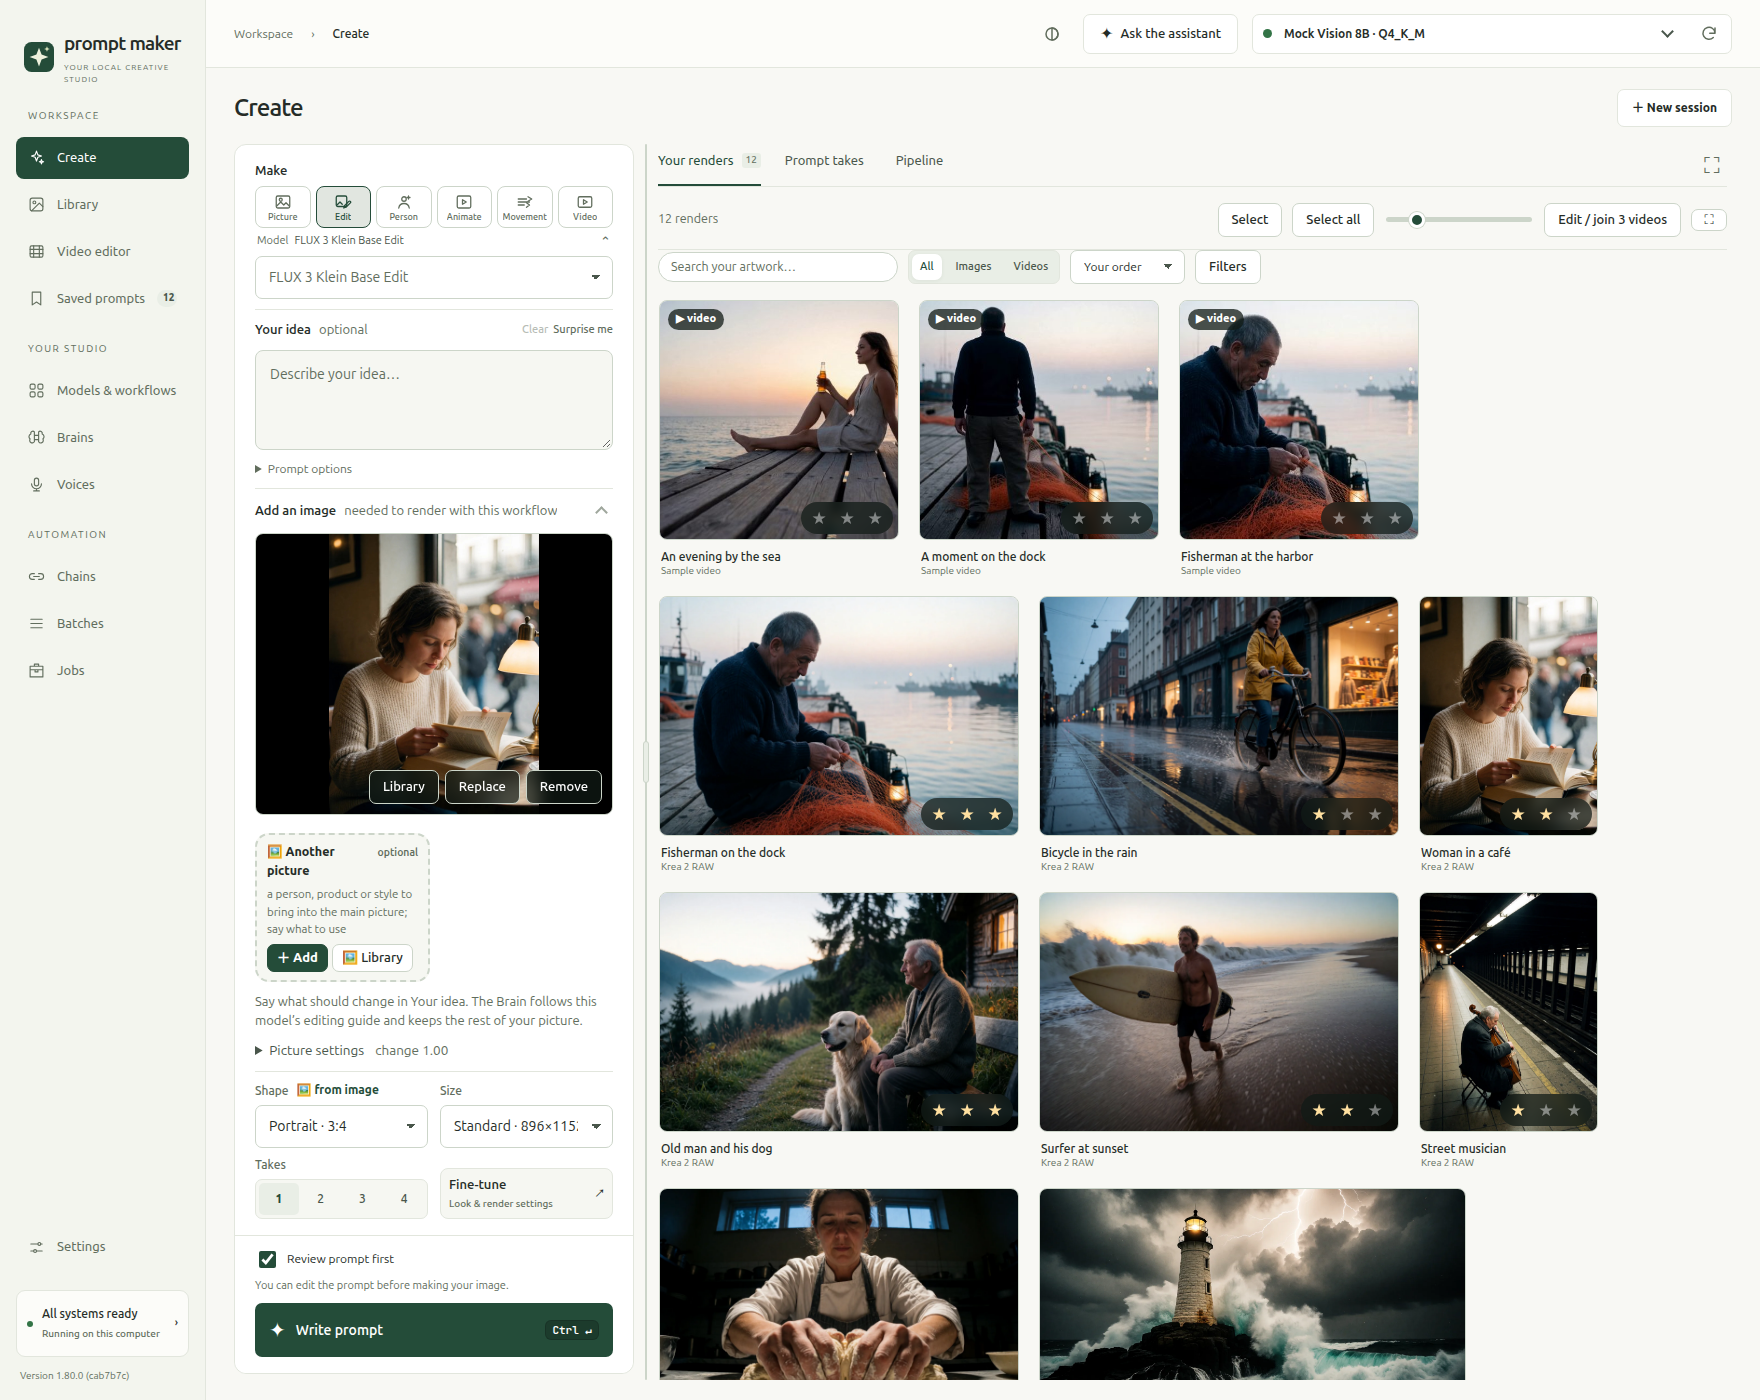 prompt maker
YOUR LOCAL CREATIVE
STUDIO
WORKSPACE
Create
Library
Video editor
Saved prompts 12
YOUR STUDIO
Models & workflows
Brains
Voices
AUTOMATION
Chains
Batches
Jobs
Settings
All systems ready
Running on this computer
Version 1.80.0 (cab7b7c)
Workspace › Create
Ask the assistant
Mock Vision 8B · Q4_K_M
Create
+ New session
Make
Picture
Edit
Person
Animate
Movement
Video
Model FLUX 3 Klein Base Edit
FLUX 3 Klein Base Edit
Your idea optional
Clear Surprise me
Describe your idea…
Prompt options
Add an image needed to render with this workflow
Library
Replace
Remove
Another picture
optional
a person, product or style to
bring into the main picture;
say what to use
+ Add
Library
Say what should change in Your idea. The Brain follows this
model's editing guide and keeps the rest of your picture.
Picture settings change 1.00
Shape from image
Size
Portrait · 3:4
Standard · 896×115
Takes
1 2 3 4
Fine-tune
Look & render settings
Review prompt first
You can edit the prompt before making your image.
Write prompt
Ctrl ↵
Your renders 12
Prompt takes
Pipeline
12 renders
Select
Select all
Edit / join 3 videos
Search your artwork…
All
Images
Videos
Your order
Filters
▶ video
▶ video
▶ video
An evening by the sea
Sample video
A moment on the dock
Sample video
Fisherman at the harbor
Sample video
Fisherman on the dock
Krea 2 RAW
Bicycle in the rain
Krea 2 RAW
Woman in a café
Krea 2 RAW
Old man and his dog
Krea 2 RAW
Surfer at sunset
Krea 2 RAW
Street musician
Krea 2 RAW